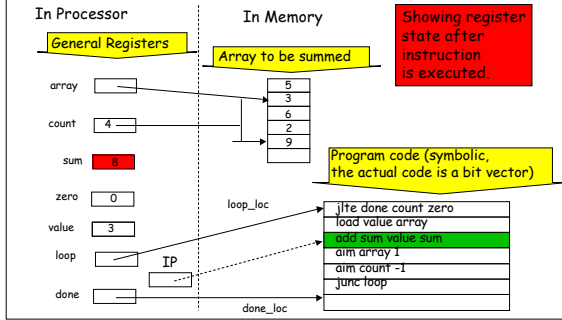 In Processor
In Memory
Showing register
state after
instruction
is executed.
General Registers
Array to be summed
array
count
4
sum
8
zero
0
value
3
loop
IP
done
5
3
6
2
9
Program code (symbolic,
the actual code is a bit vector)
loop_loc
jlte done count zero
load value array
add sum value sum
aim array 1
aim count -1
junc loop
done_loc